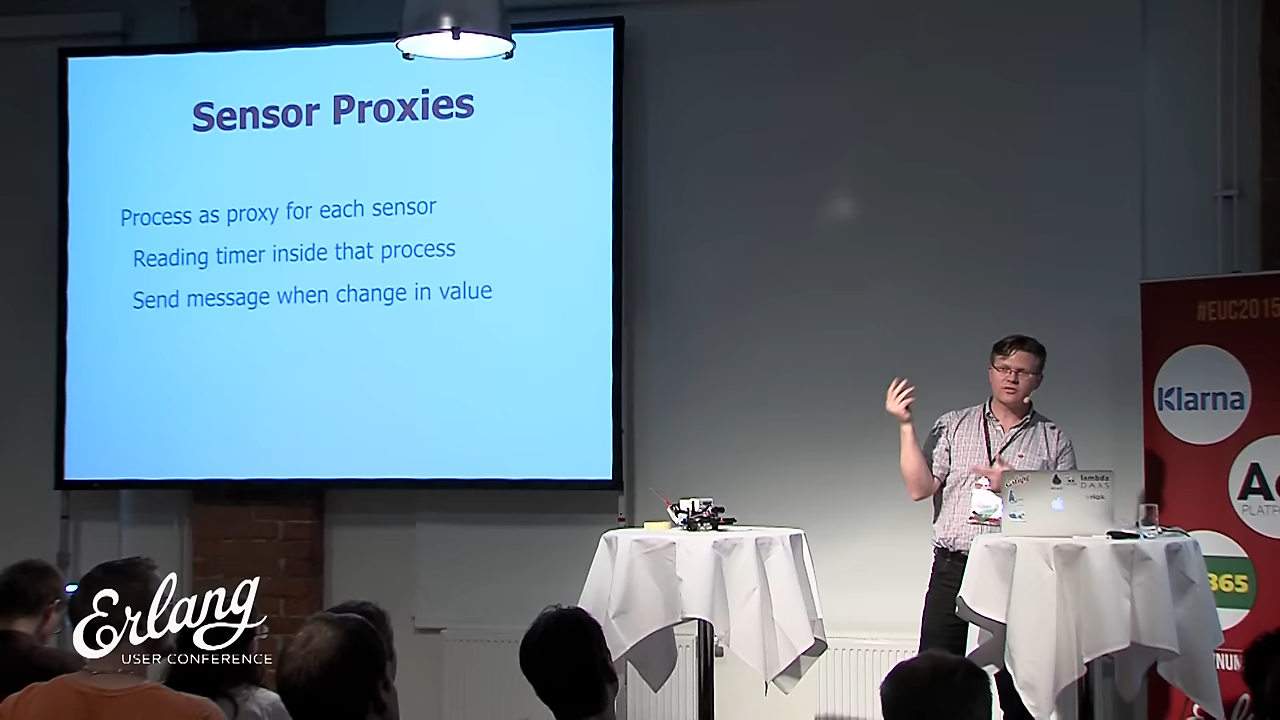 Sensor Proxies
Process as proxy for each sensor
Reading timer inside that process
Send message when change in value
#EUC2015
Klarna
365
lambda
DAAS
Erlang
USER CONFERENCE